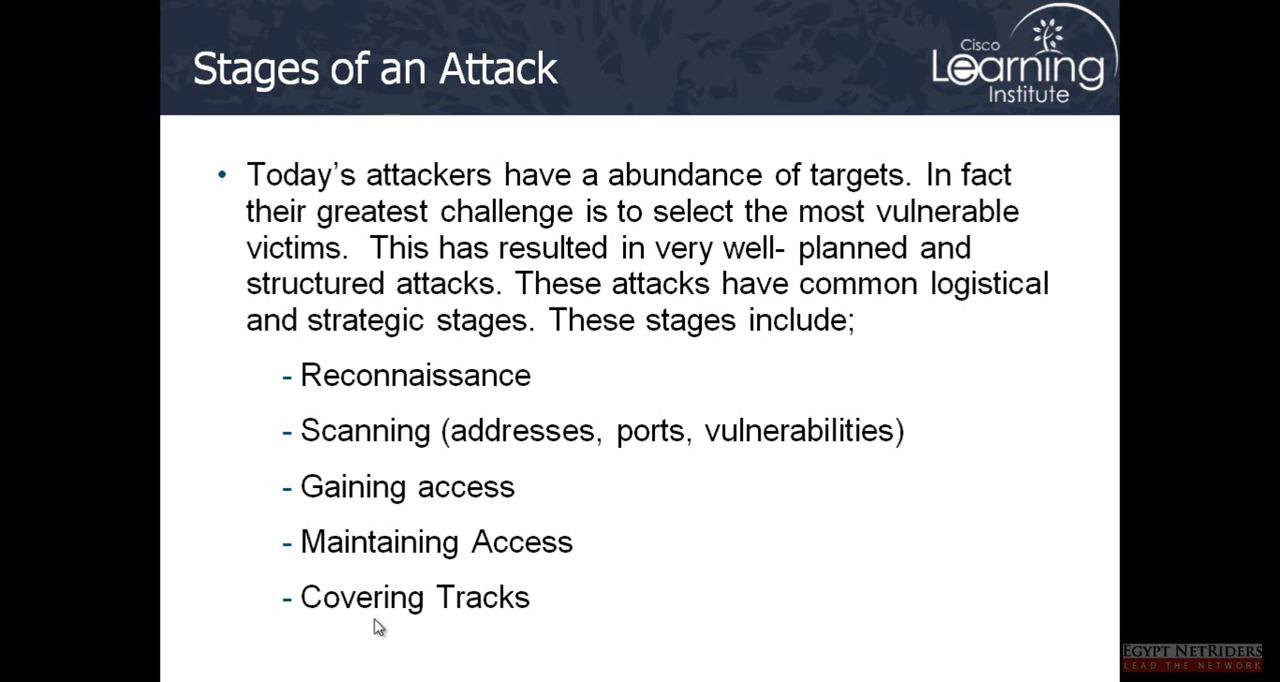 Stages of an Attack
Cisco
Learning
Institute
• Today's attackers have a abundance of targets. In fact
their greatest challenge is to select the most vulnerable
victims. This has resulted in very well- planned and
structured attacks. These attacks have common logistical
and strategic stages. These stages include;
- Reconnaissance
- Scanning (addresses, ports, vulnerabilities)
- Gaining access
- Maintaining Access
- Covering Tracks
EGYPT NETRIDERS
LEAD THE NETWORK